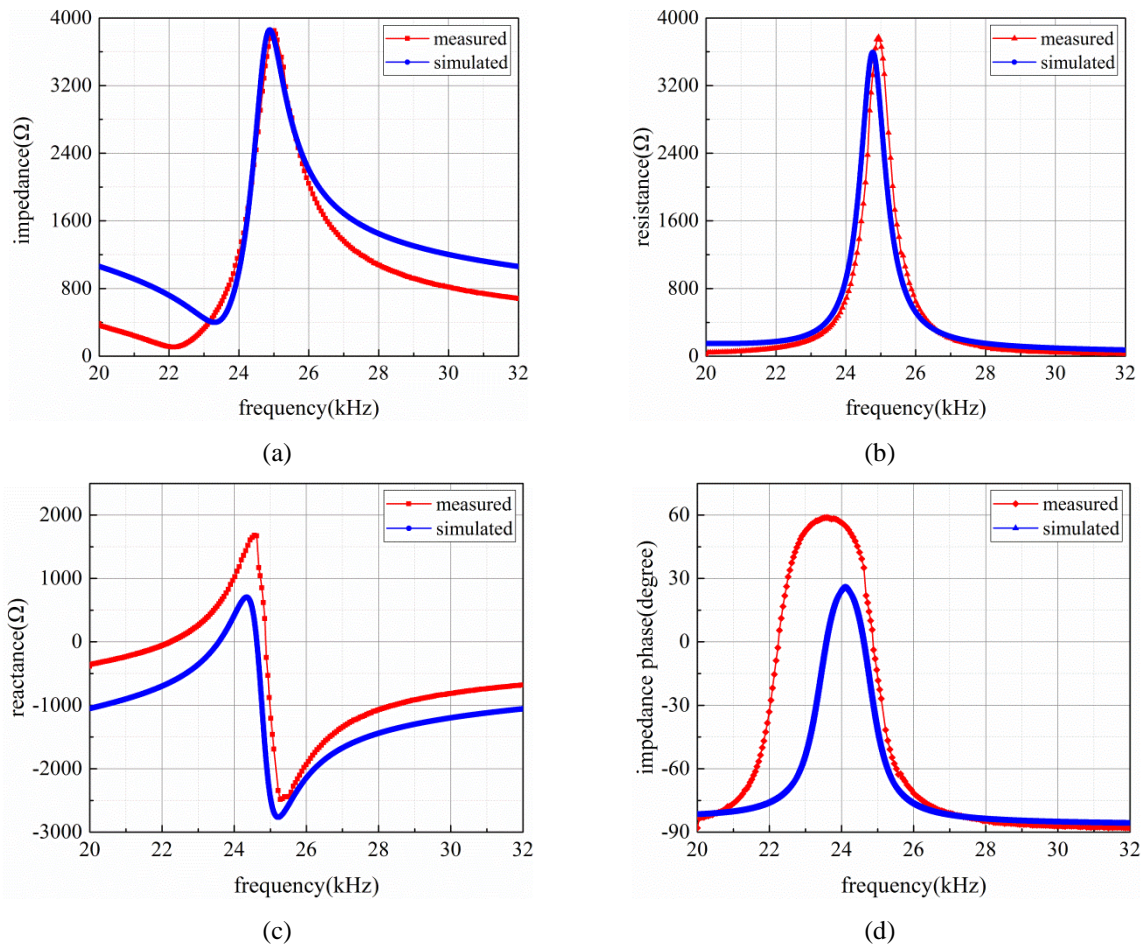 4000
3200
2400
1600
800
0
impedance(Ω)
measured
simulated
20 22 24 26 28 30 32
frequency(kHz)
(a)
4000
3200
2400
1600
800
0
resistance(Ω)
measured
simulated
20 22 24 26 28 30 32
frequency(kHz)
(b)
2000
1000
0
-1000
-2000
-3000
reactance(Ω)
measured
simulated
20 22 24 26 28 30 32
frequency(kHz)
(c)
60
30
0
-30
-60
-90
impedance phase(degree)
measured
simulated
20 22 24 26 28 30 32
frequency(kHz)
(d)